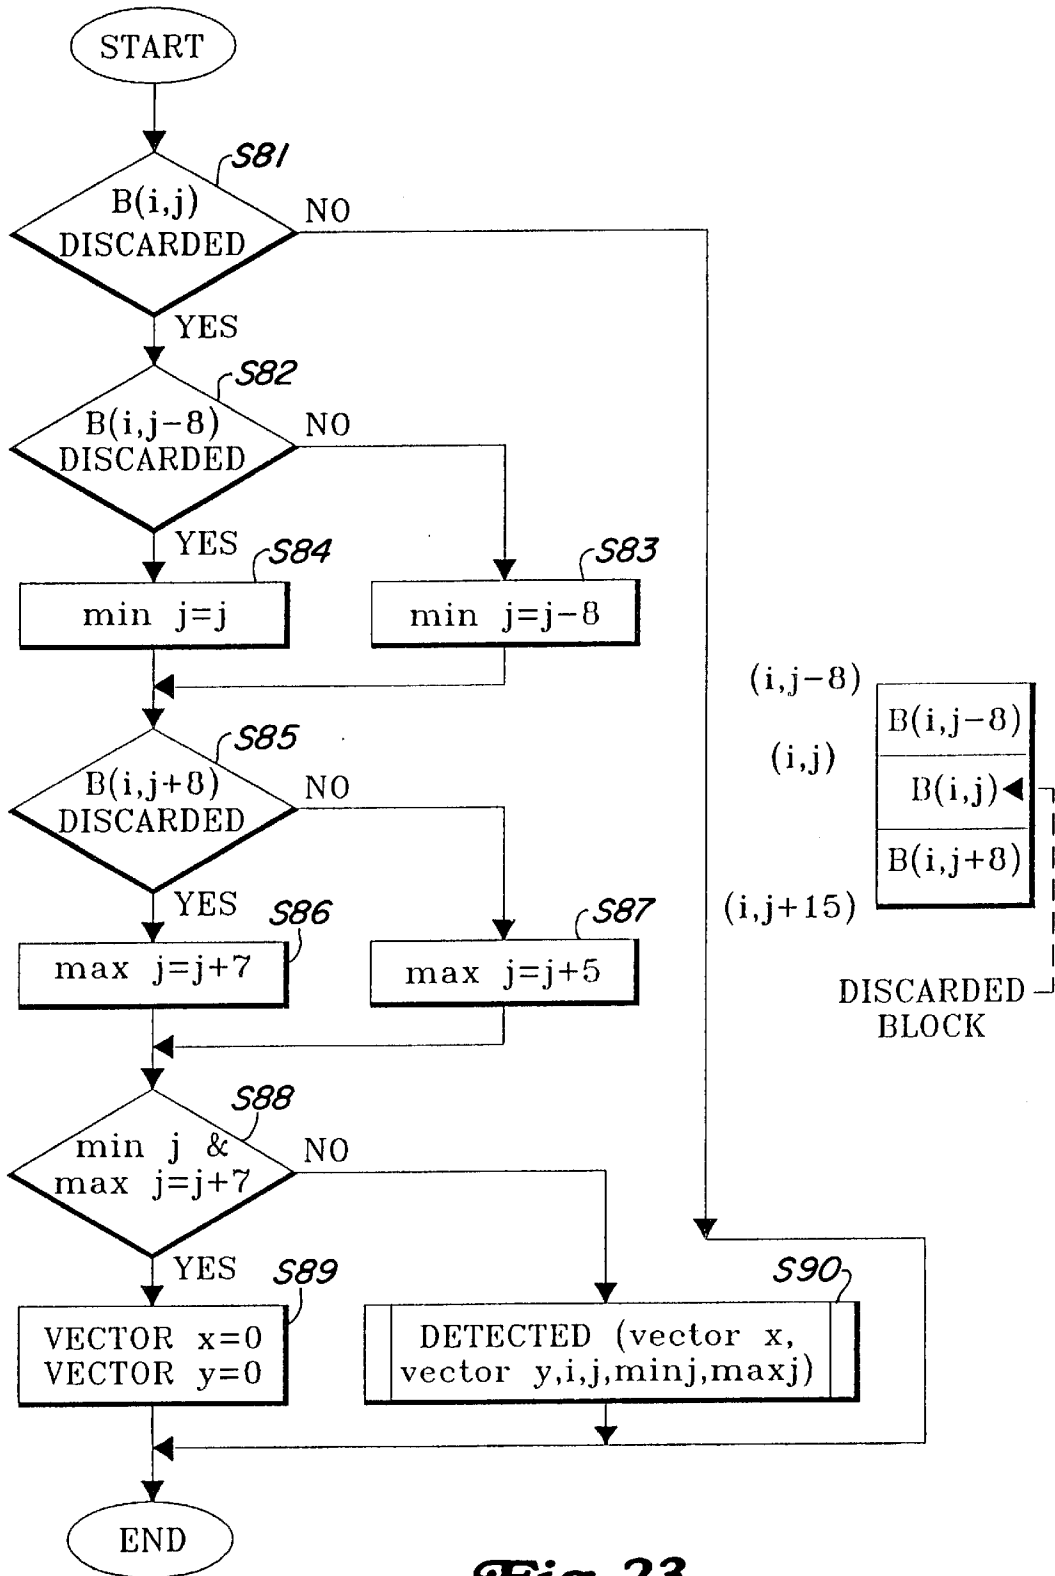 START
S81
B(i,j)
DISCARDED
NO
YES
S82
B(i,j-8)
DISCARDED
NO
YES
S84
min j=j
S83
min j=j-8
S85
B(i,j+8)
DISCARDED
NO
YES
S86
max j=j+7
S87
max j=j+5
(i,j-8)
B(i,j-8)
(i,j)
B(i,j)
B(i,j+8)
(i,j+15)
DISCARDED
BLOCK
S88
min j &
max j=j+7
NO
YES
S89
VECTOR x=0
VECTOR y=0
S90
DETECTED (vector x,
vector y,i,j,minj,maxj)
END
Fig 23